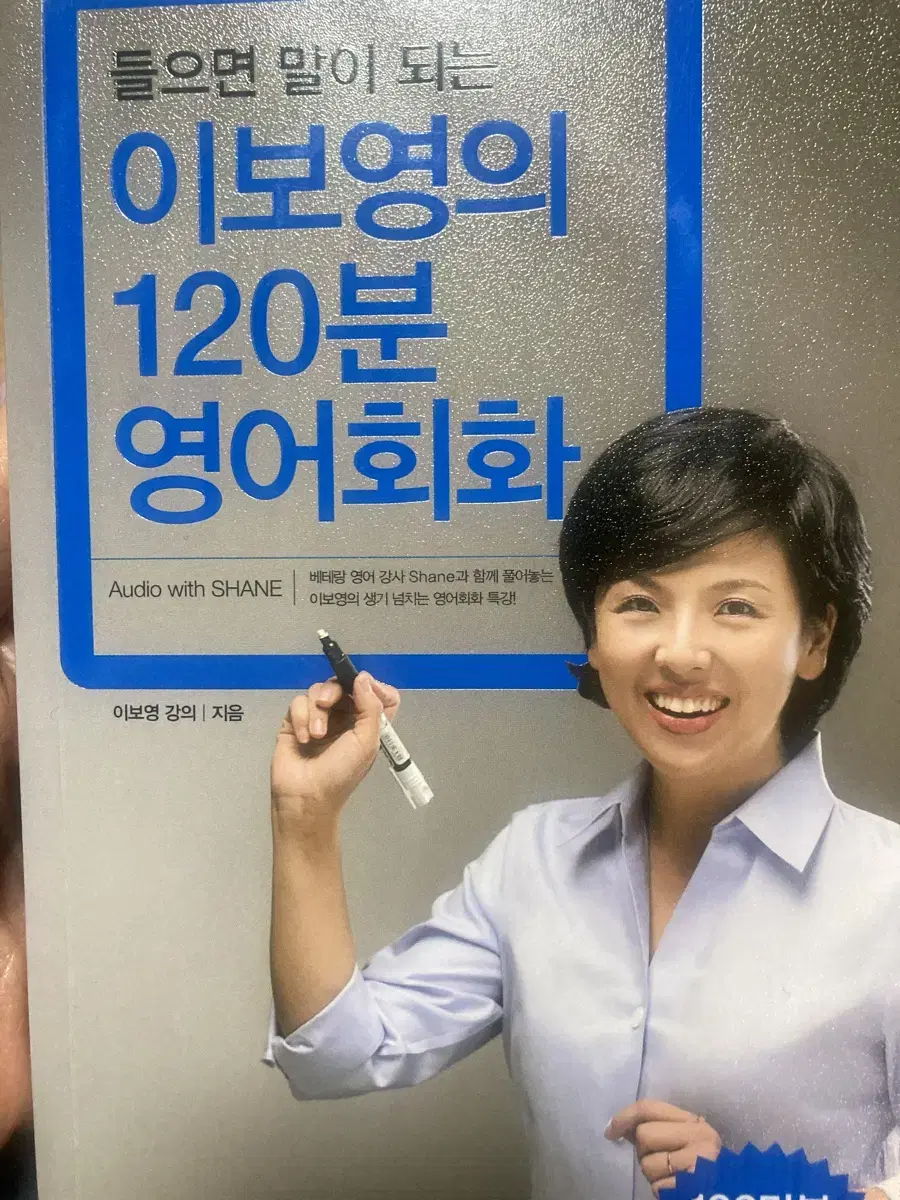 들으면 말이 되는
이보영의
120분
영어회화
Audio with SHANE
베테랑 영어 강사 Shane과 함께 풀어놓는
이보영의 생기 넘치는 영어회화 특강!
이보영 강의 | 지음